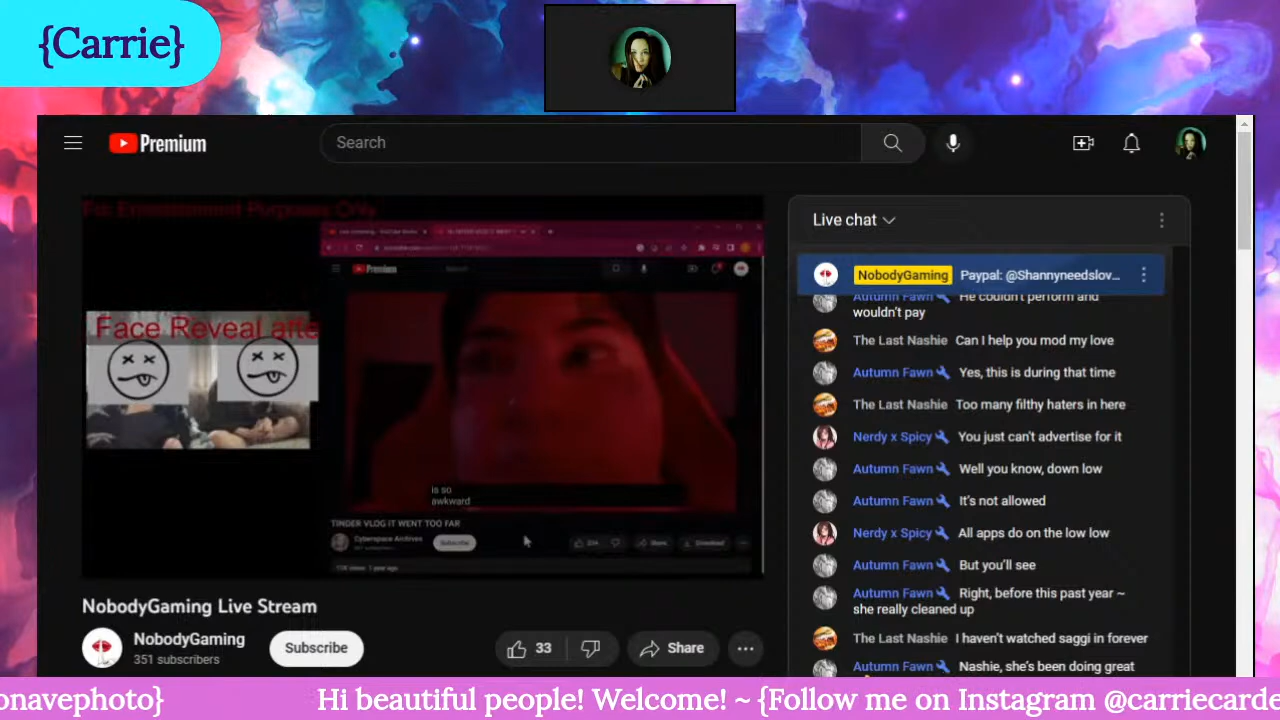 {Carrie}
Premium
Search
For Entertainment Purposes Only
Face Reveal afte
Premium
is so
awkward
TINDER VLOG IT WENT TOO FAR
Cyberspace Archives
Subscribe
Share
Download
NobodyGaming Live Stream
NobodyGaming
351 subscribers
Subscribe
33
Share
Live chat
NobodyGaming Paypal: @Shannyneedslov...
Autumn Fawn He couldn't perform and
wouldn't pay
The Last Nashie Can I help you mod my love
Autumn Fawn Yes, this is during that time
The Last Nashie Too many filthy haters in here
Nerdy x Spicy You just can't advertise for it
Autumn Fawn Well you know, down low
Autumn Fawn It's not allowed
Nerdy x Spicy All apps do on the low low
Autumn Fawn But you'll see
Autumn Fawn Right, before this past year ~
she really cleaned up
The Last Nashie I haven't watched saggi in forever
Autumn Fawn Nashie, she's been doing great
onavephoto} Hi beautiful people! Welcome! ~ {Follow me on Instagram @carriecarde